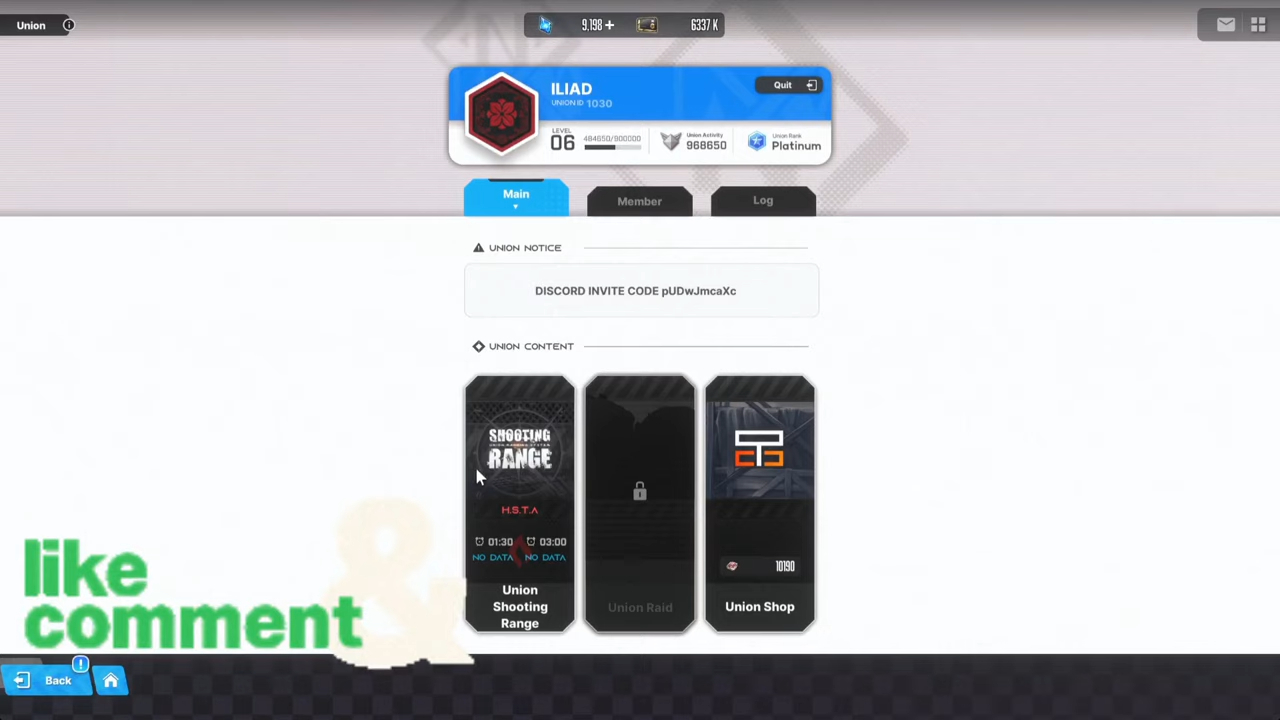 Union
9,198 +
6337 K
ILIAD
Quit
UNION ID 1030
LEVEL
06
484650/900000
Union Activity
968650
Union Rank
Platinum
Main
Member
Log
UNION NOTICE
DISCORD INVITE CODE pUDwJmcaXc
UNION CONTENT
SHOOTING
RANGE
H.S.T.A
01:30
03:00
NO DATA
NO DATA
10190
Union
Shooting
Range
Union Raid
Union Shop
like
comment
&
Back
!